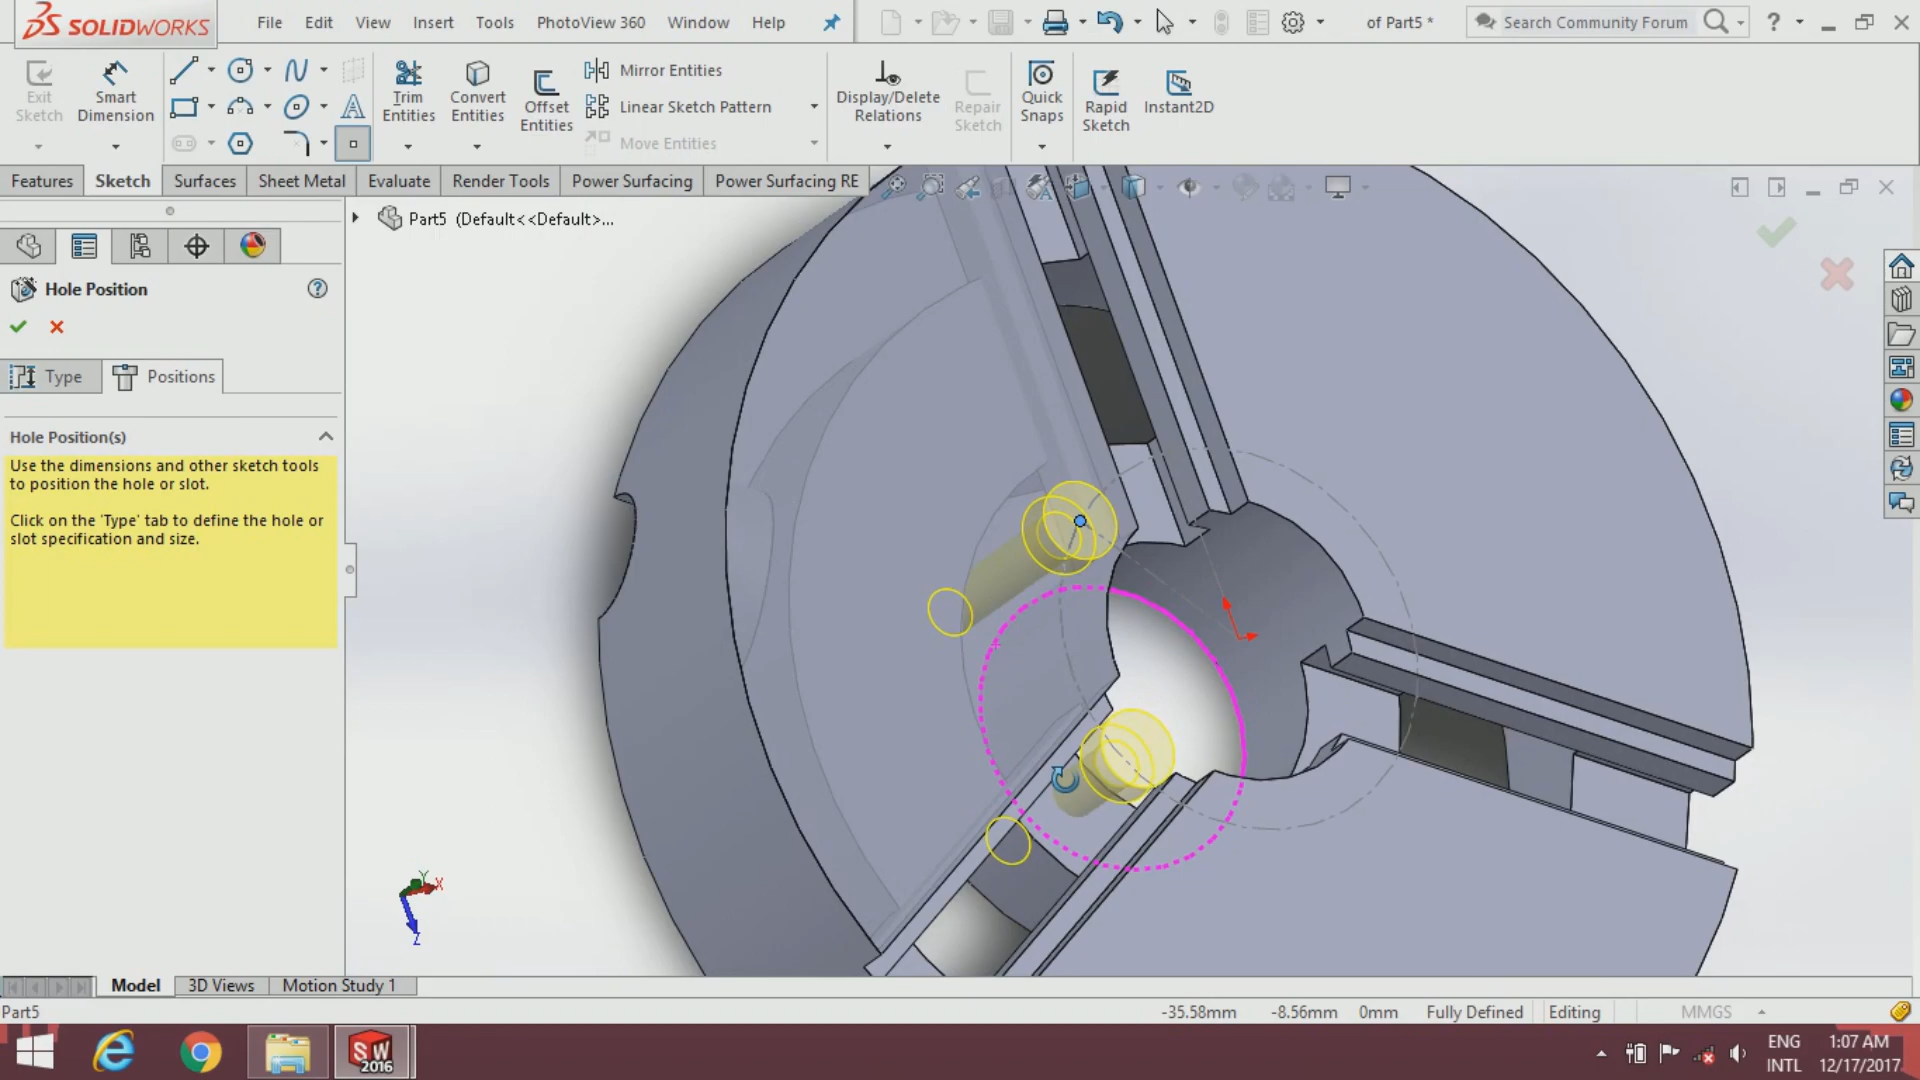 SOLIDWORKS
File Edit View Insert Tools PhotoView 360 Window Help
of Part5 *
Search Community Forum
Exit Sketch
Smart Dimension
Trim Entities
Convert Entities
Offset Entities
Mirror Entities
Linear Sketch Pattern
Move Entities
Display/Delete Relations
Repair Sketch
Quick Snaps
Rapid Sketch
Instant2D
Features Sketch Surfaces Sheet Metal Evaluate Render Tools Power Surfacing Power Surfacing RE
Part5 (Default<<Default>...
Hole Position
Type Positions
Hole Position(s)
Use the dimensions and other sketch tools
to position the hole or slot.
Click on the 'Type' tab to define the hole or
slot specification and size.
Y
X
Z
Model 3D Views Motion Study 1
Part5
-35.58mm -8.56mm 0mm Fully Defined Editing MMGS
SW 2016
ENG 1:07 AM
INTL 12/17/2017